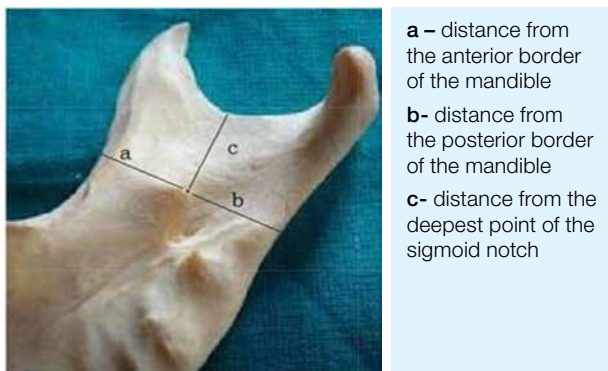 a
c
b
a – distance from
the anterior border
of the mandible
b- distance from
the posterior border
of the mandible
c- distance from the
deepest point of the
sigmoid notch